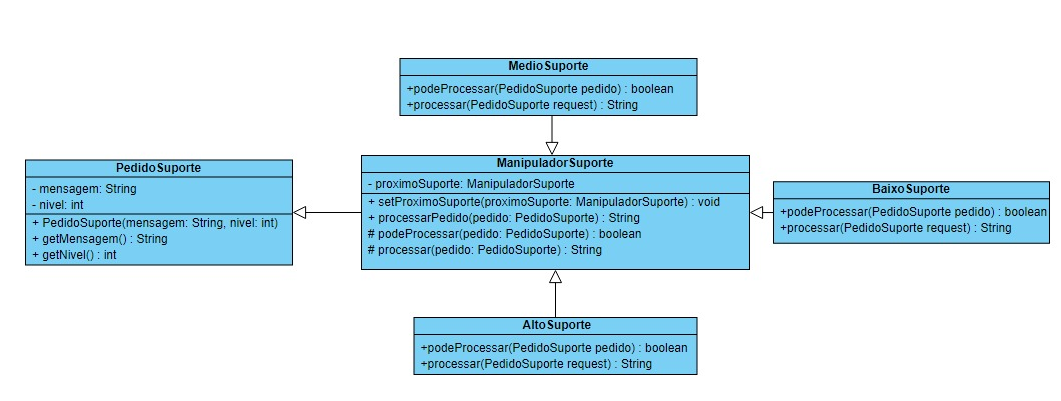 MedioSuporte
+podeProcessar(PedidoSuporte pedido) : boolean
+processar(PedidoSuporte request) : String
PedidoSuporte
- mensagem: String
- nivel: int
+ PedidoSuporte(mensagem: String, nivel: int)
+ getMensagem() : String
+ getNivel() : int
ManipuladorSuporte
- proximoSuporte: ManipuladorSuporte
+ setProximoSuporte(proximoSuporte: ManipuladorSuporte) : void
+ processarPedido(pedido: PedidoSuporte) : String
# podeProcessar(pedido: PedidoSuporte) : boolean
# processar(pedido: PedidoSuporte) : String
BaixoSuporte
+podeProcessar(PedidoSuporte pedido) : boolean
+processar(PedidoSuporte request) : String
AltoSuporte
+podeProcessar(PedidoSuporte pedido) : boolean
+processar(PedidoSuporte request) : String